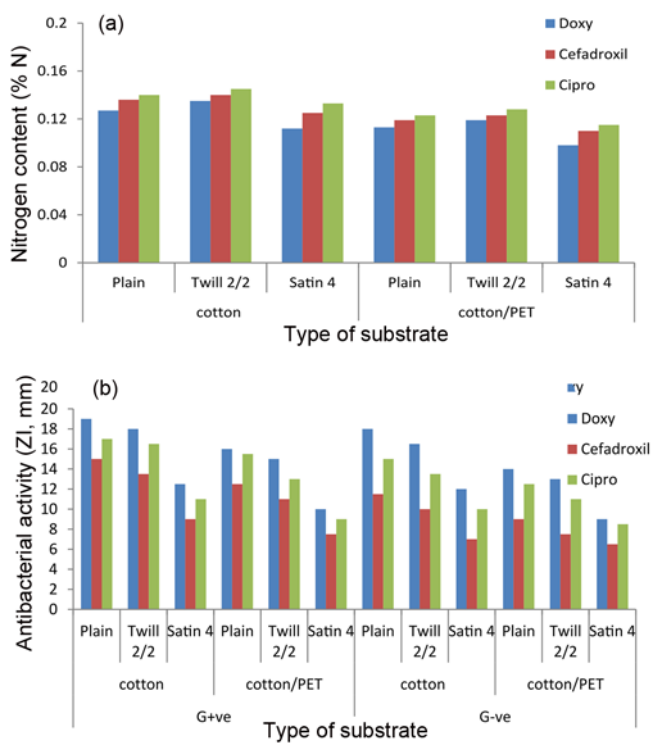 (a)
Doxy
Cefadroxil
Cipro
Nitrogen content (% N)
0.2
0.16
0.12
0.08
0.04
0
Plain Twill 2/2 Satin 4 Plain Twill 2/2 Satin 4
cotton cotton/PET
Type of substrate
(b)
y
Doxy
Cefadroxil
Cipro
Antibacterial activity (ZI, mm)
20
20
18
16
14
12
10
8
6
4
2
0
Plain Twill Satin 4 Plain Twill Satin 4 Plain Twill Satin 4 Plain Twill Satin 4
2/2 2/2 2/2 2/2
cotton cotton/PET cotton cotton/PET
G+ve G-ve
Type of substrate